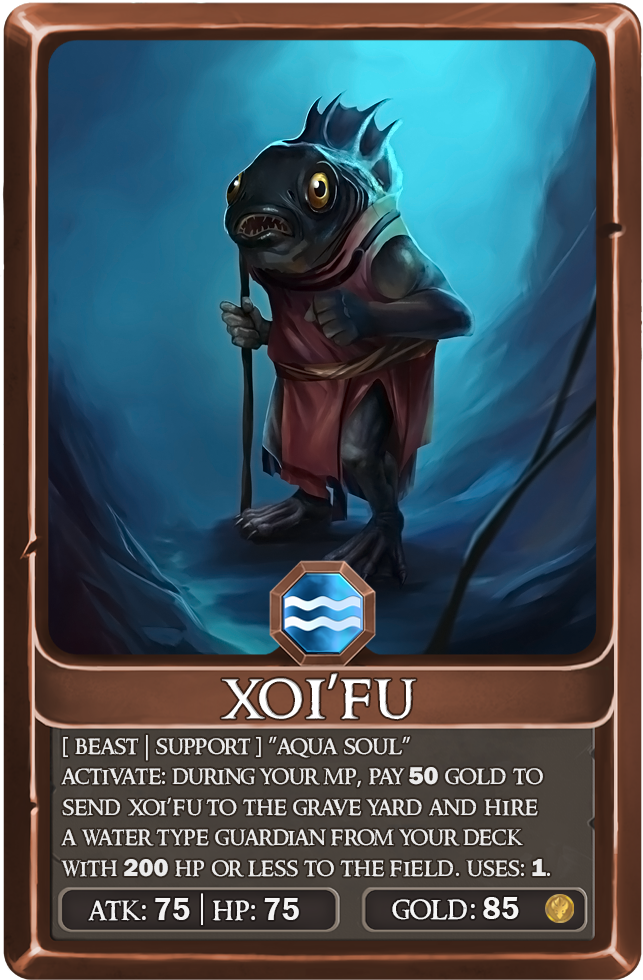 XOI'FU
[ BEAST | SUPPORT ] "AQUA SOUL"
ACTIVATE: DURING YOUR MP, PAY 50 GOLD TO
SEND XOI'FU TO THE GRAVE YARD AND HIRE
A WATER TYPE GUARDIAN FROM YOUR DECK
WITH 200 HP OR LESS TO THE FIELD. USES: 1.
ATK: 75 | HP: 75
GOLD: 85